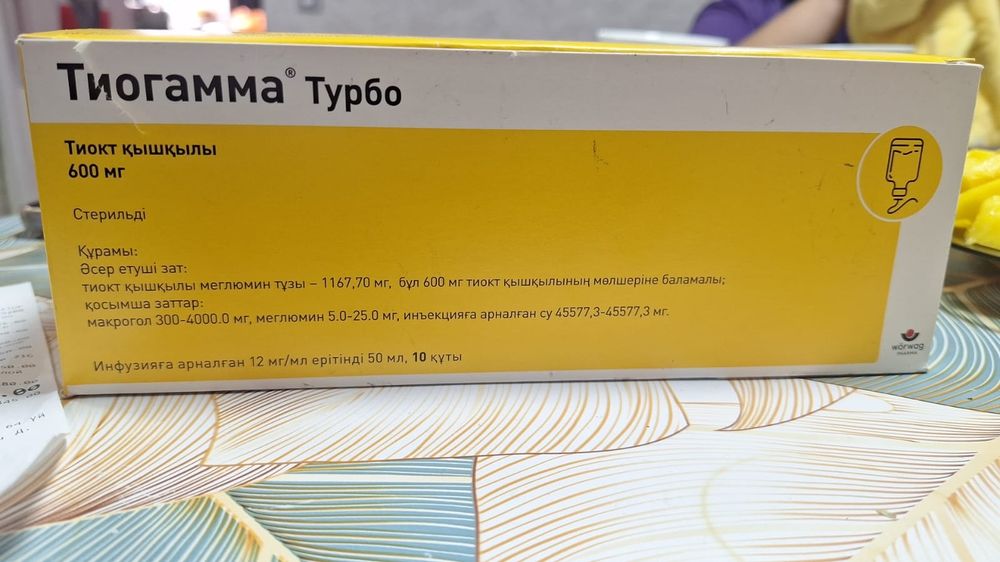 Тиогамма® Турбо
Тиокт қышқылы
600 мг
Стерильді
Құрамы:
Әсер етуші зат:
тиокт қышқылы меглюмин тұзы – 1167,70 мг, бұл 600 мг тиокт қышқылының мөлшеріне баламалы;
қосымша заттар:
макрогол 300-4000.0 мг, меглюмин 5.0-25.0 мг, инъекцияға арналған су 45577,3-45577,3 мг.
Инфузияға арналған 12 мг/мл ерітінді 50 мл, 10 құты
wörwag
PHARMA